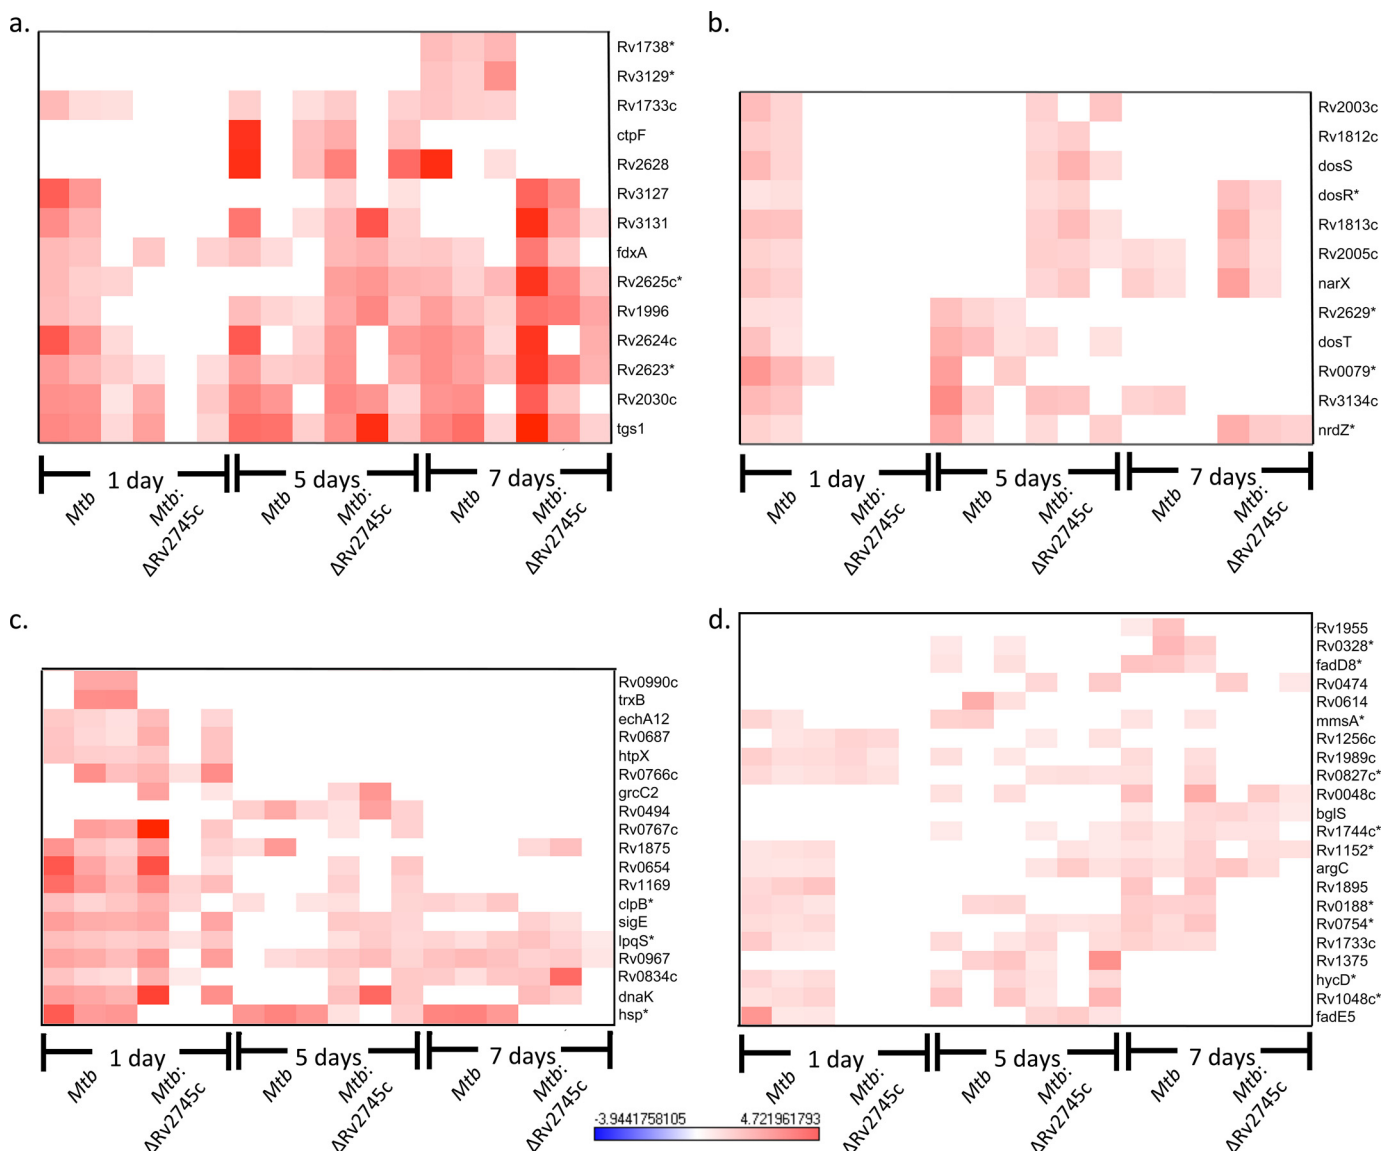 a.
Rv1738*
Rv3129*
Rv1733c
ctpF
Rv2628
Rv3127
Rv3131
fdxA
Rv2625c*
Rv1996
Rv2624c
Rv2623*
Rv2030c
tgs1
1 day
5 days
7 days
Mtb
Mtb:
ΔRv2745c
Mtb
Mtb:
ΔRv2745c
Mtb
Mtb:
ΔRv2745c
b.
Rv2003c
Rv1812c
dosS
dosR*
Rv1813c
Rv2005c
narX
Rv2629*
dosT
Rv0079*
Rv3134c
nrdZ*
1 day
5 days
7 days
Mtb
Mtb:
ΔRv2745c
Mtb
Mtb:
ΔRv2745c
Mtb
Mtb:
ΔRv2745c
c.
Rv0990c
trxB
echA12
Rv0687
htpX
Rv0766c
grcC2
Rv0494
Rv0767c
Rv1875
Rv0654
Rv1169
clpB*
sigE
lpqS*
Rv0967
Rv0834c
dnaK
hsp*
1 day
5 days
7 days
Mtb
Mtb:
ΔRv2745c
Mtb
Mtb:
ΔRv2745c
Mtb
Mtb:
ΔRv2745c
d.
Rv1955
Rv0328*
fadD8*
Rv0474
Rv0614
mmsA*
Rv1256c
Rv1989c
Rv0827c*
Rv0048c
bglS
Rv1744c*
Rv1152*
argC
Rv1895
Rv0188*
Rv0754*
Rv1733c
Rv1375
hycD*
Rv1048c*
fadE5
1 day
5 days
7 days
Mtb
Mtb:
ΔRv2745c
Mtb
Mtb:
ΔRv2745c
Mtb
Mtb:
ΔRv2745c
-3.9441758105 4.721961793